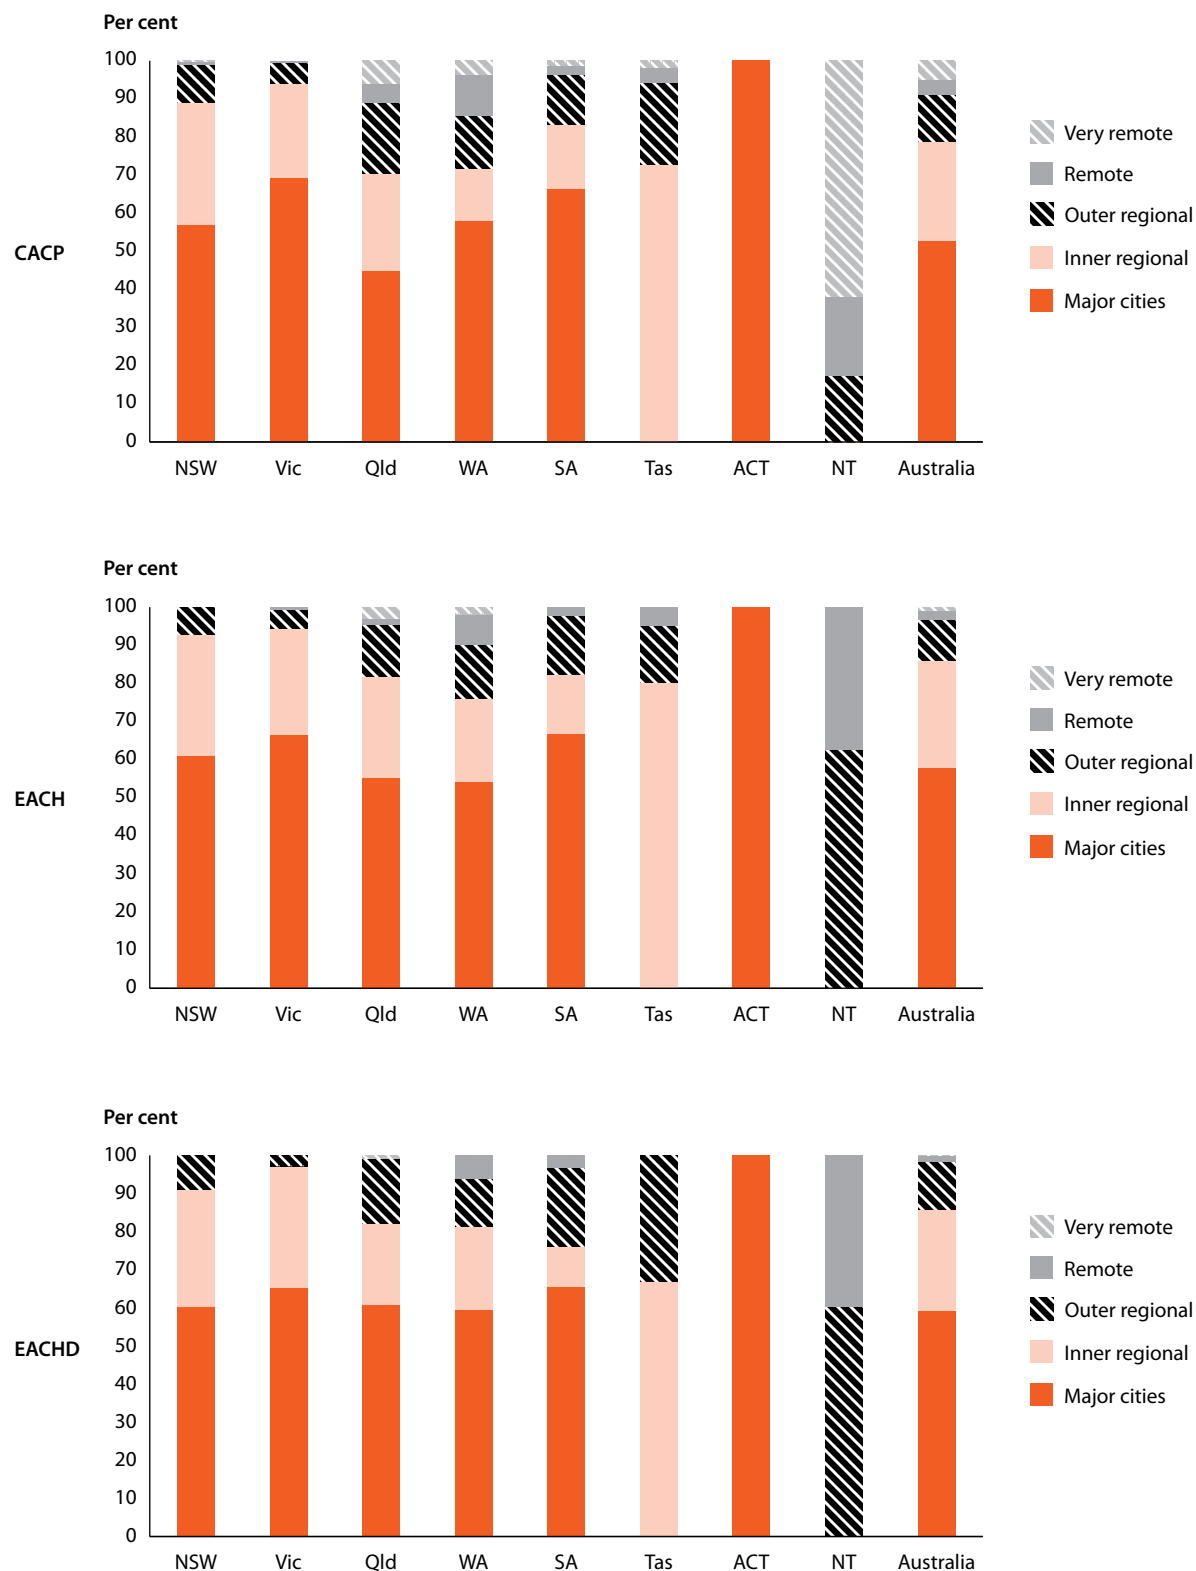 Per cent
100
90
80
70
60
50
40
30
20
10
0
CACP
NSW Vic Qld WA SA Tas ACT NT Australia
Very remote
Remote
Outer regional
Inner regional
Major cities
Per cent
100
90
80
70
60
50
40
30
20
10
0
EACH
NSW Vic Qld WA SA Tas ACT NT Australia
Very remote
Remote
Outer regional
Inner regional
Major cities
Per cent
100
90
80
70
60
50
40
30
20
10
0
EACHD
NSW Vic Qld WA SA Tas ACT NT Australia
Very remote
Remote
Outer regional
Inner regional
Major cities